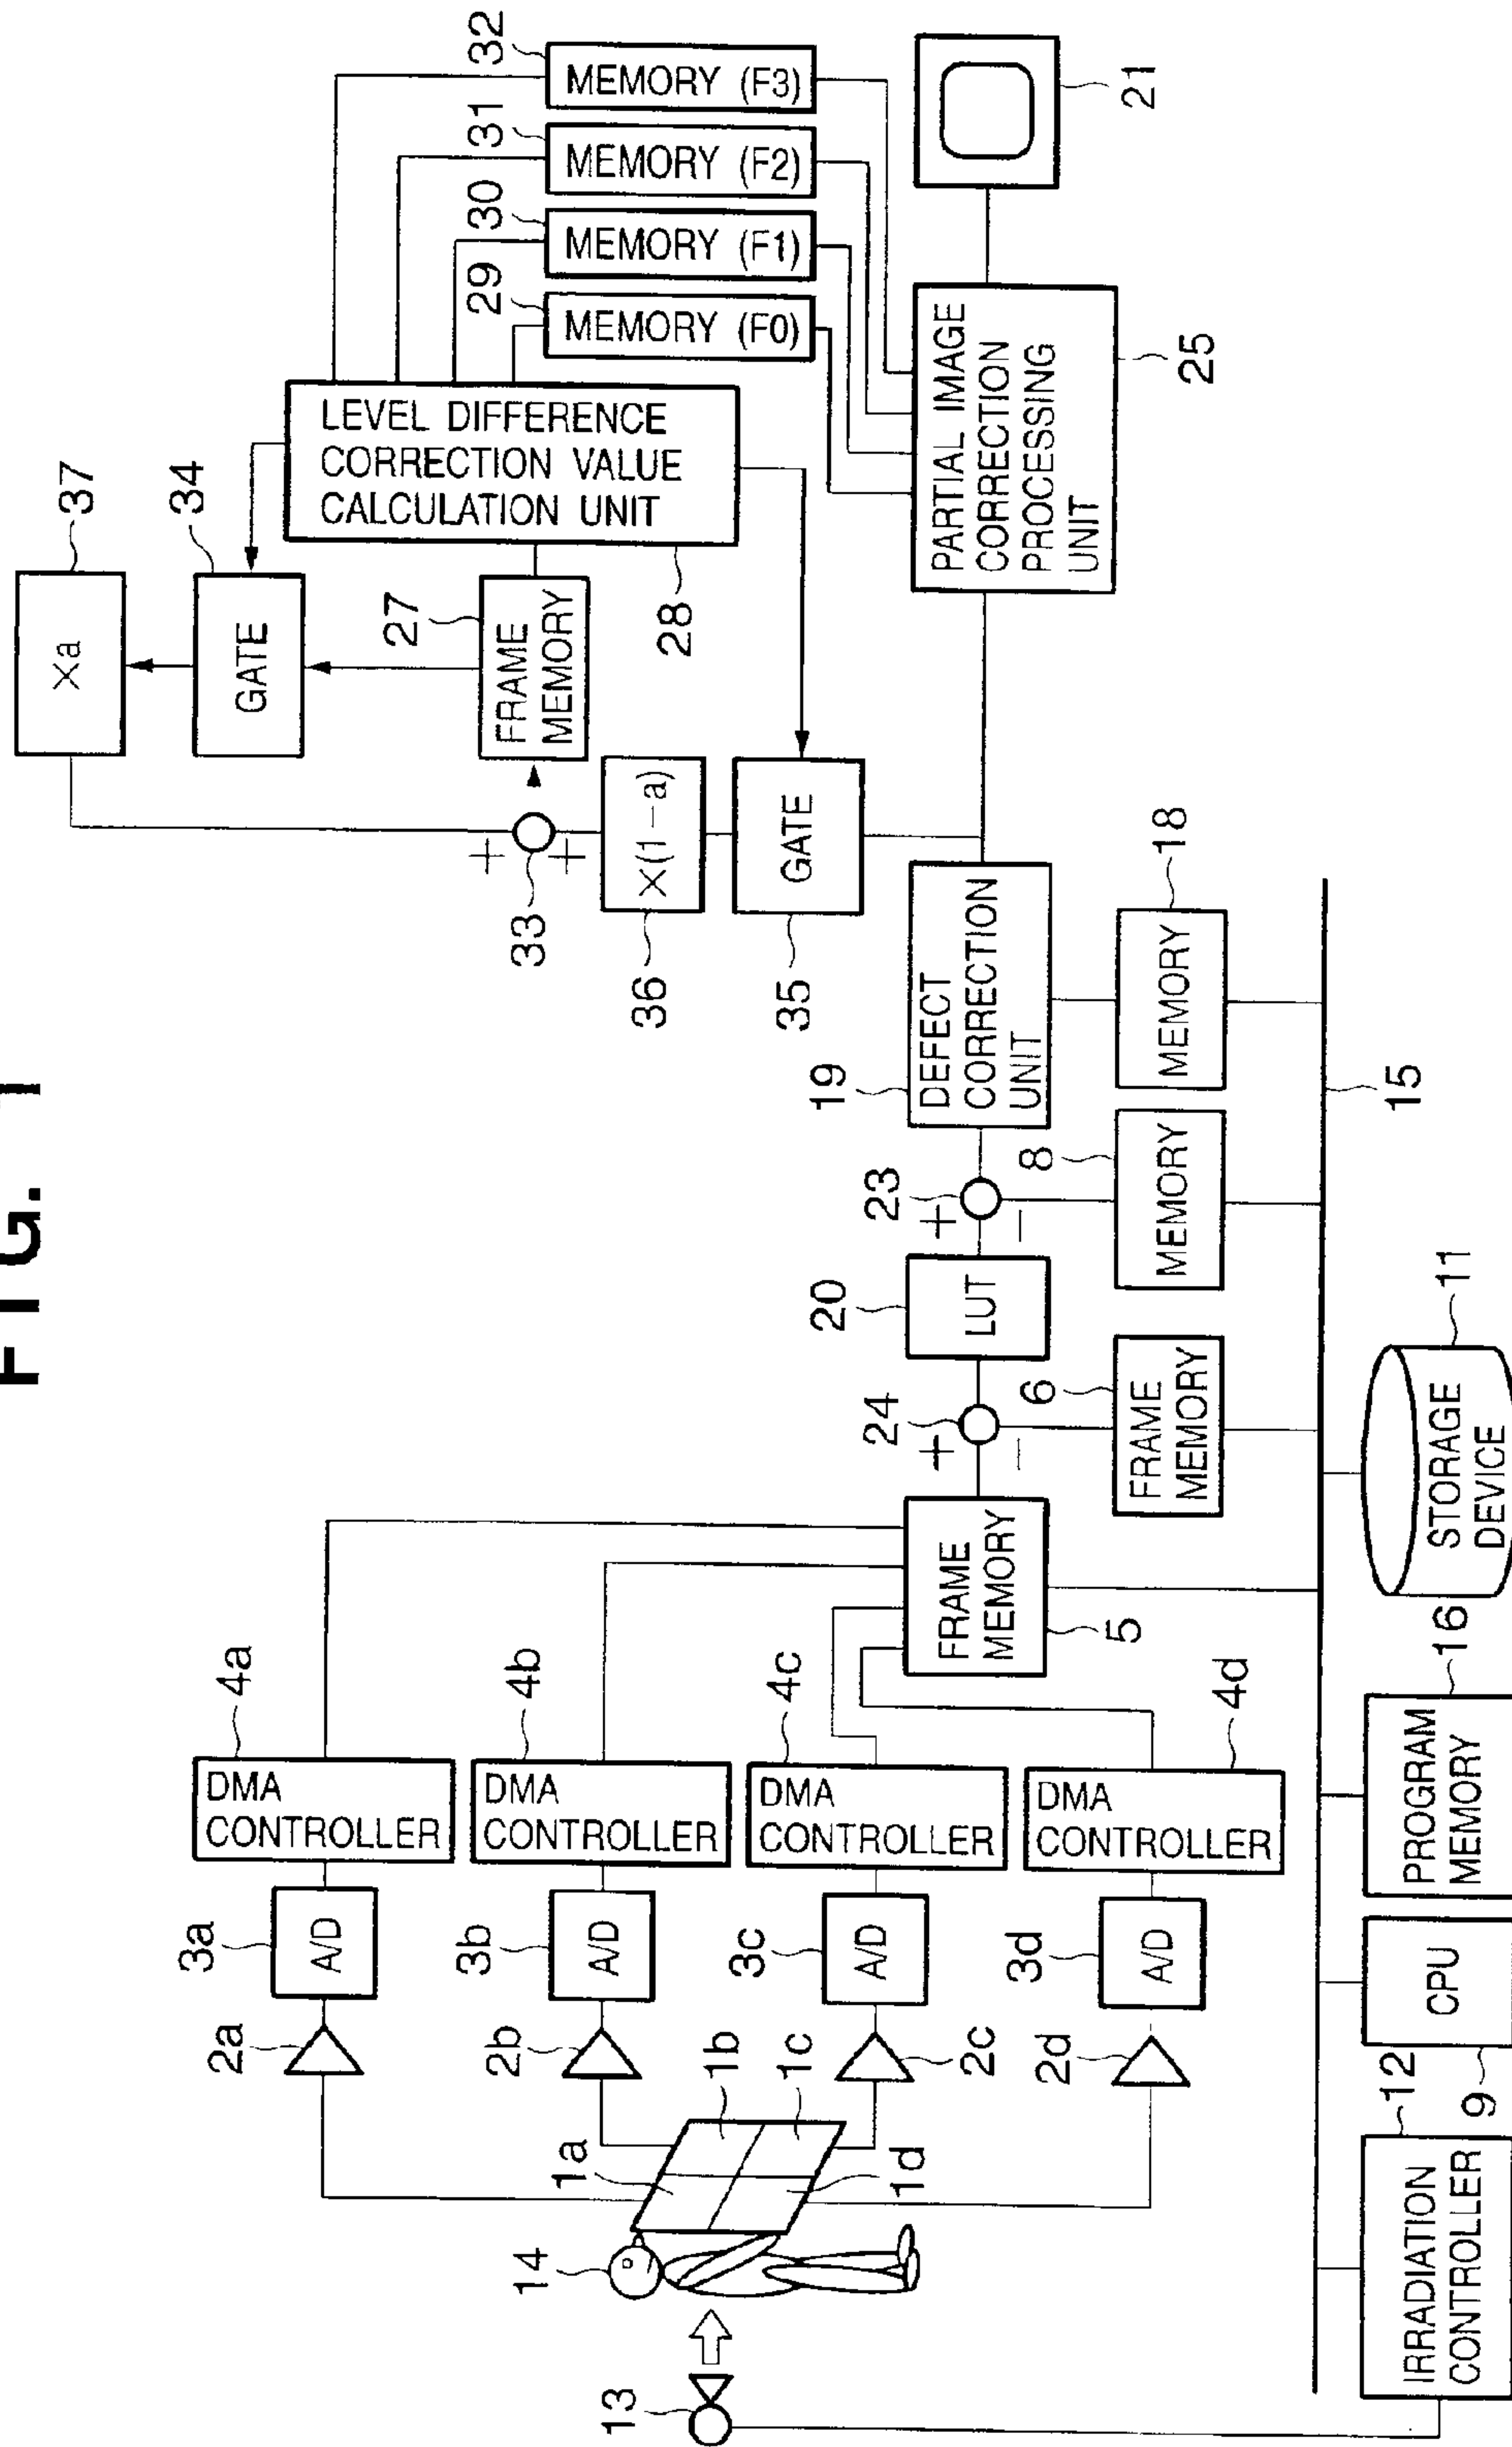 FIG. 1
37
Xa
34
GATE
27
FRAME
MEMORY
28
LEVEL DIFFERENCE
CORRECTION VALUE
CALCULATION UNIT
32
MEMORY (F3)
31
MEMORY (F2)
30
MEMORY (F1)
29
MEMORY (F0)
21
+
+
33
X(1−a)
36
GATE
35
PARTIAL IMAGE
CORRECTION
PROCESSING
UNIT
25
19
DEFECT
CORRECTION
UNIT
18
MEMORY
23
+
−
8
MEMORY
20
LUT
24
+
−
6
FRAME
MEMORY
FRAME
MEMORY
5
15
4a
DMA
CONTROLLER
4b
DMA
CONTROLLER
4c
DMA
CONTROLLER
4d
DMA
CONTROLLER
3a
A/D
3b
A/D
3c
A/D
3d
A/D
2a
2b
2c
2d
1a
1b
1c
1d
14
13
12
IRRADIATION
CONTROLLER
9
CPU
16
PROGRAM
MEMORY
11
STORAGE
DEVICE